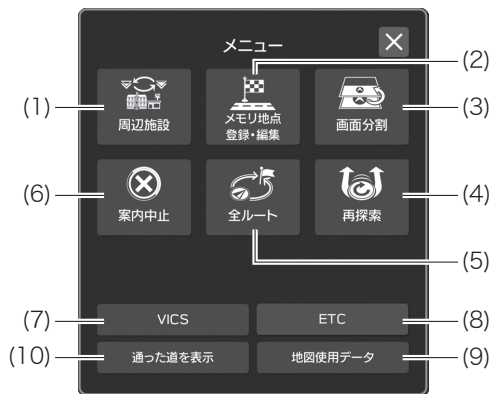 メニュー
(1)
周辺施設
(2)
メモリ地点
登録・編集
(3)
画面分割
(6)
案内中止
(5)
全ルート
(4)
再探索
(7)
VICS
ETC
(8)
(10)
通った道を表示
地図使用データ
(9)